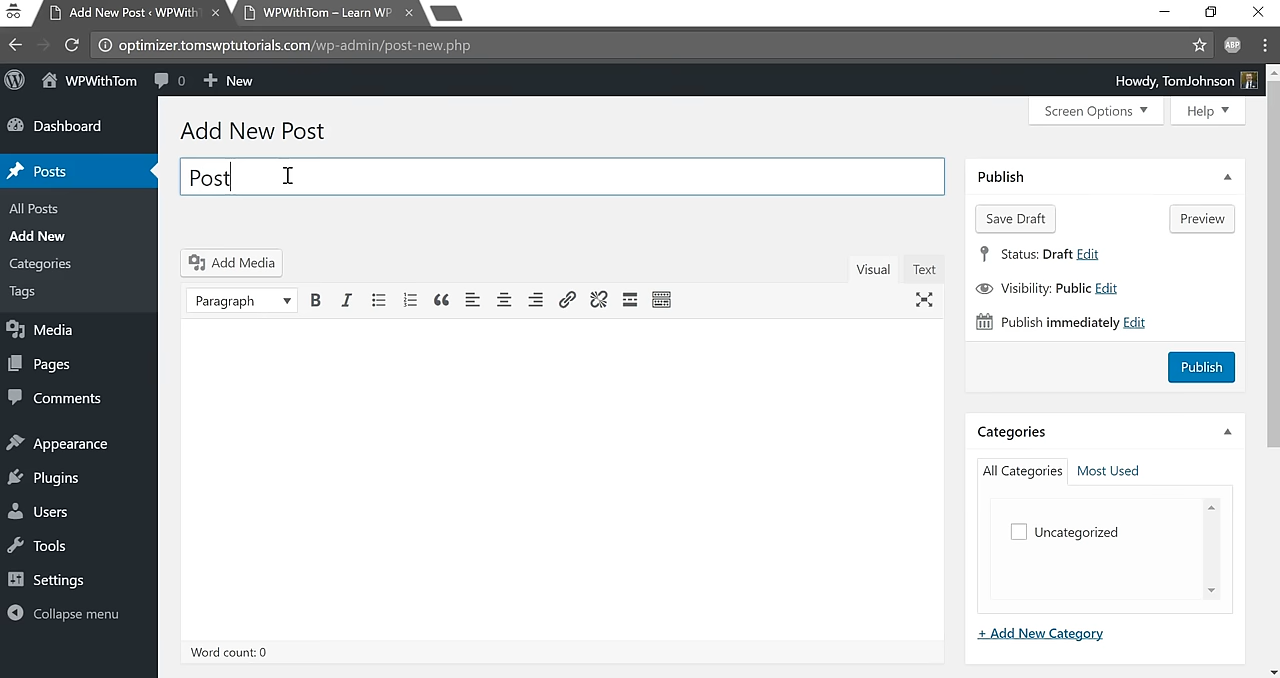 Add New Post ‹ WPWith
WPWithTom – Learn WP
optimizer.tomswptutorials.com/wp-admin/post-new.php
ABP
WPWithTom
0
New
Howdy, TomJohnson
Dashboard
Posts
All Posts
Add New
Categories
Tags
Media
Pages
Comments
Appearance
Plugins
Users
Tools
Settings
Collapse menu
Screen Options
Help
Add New Post
Post
Add Media
Visual
Text
Paragraph
B I
Word count: 0
Publish
Save Draft
Preview
Status: Draft Edit
Visibility: Public Edit
Publish immediately Edit
Publish
Categories
All Categories
Most Used
Uncategorized
+ Add New Category